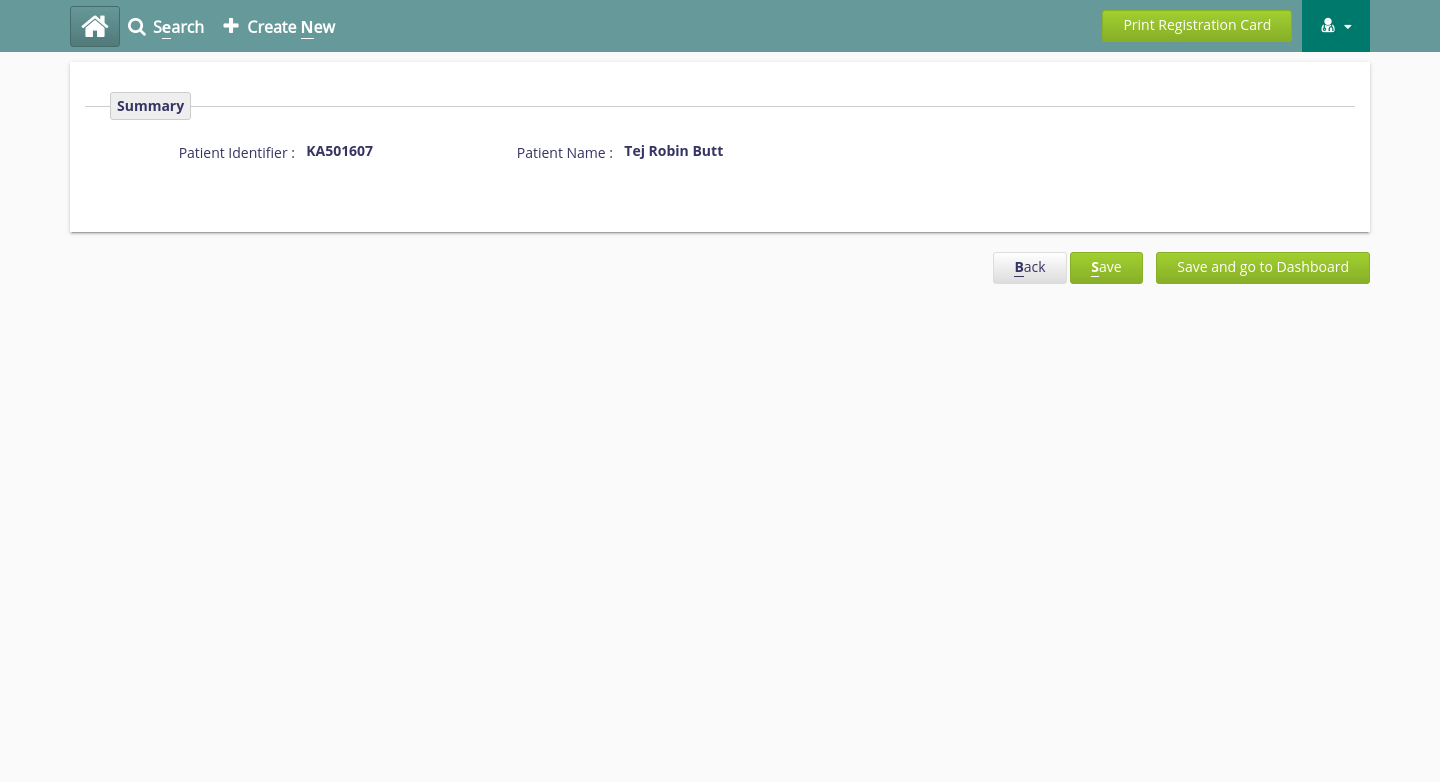 Search
Create New
Print Registration Card
Summary
Patient Identifier : KA501607
Patient Name : Tej Robin Butt
Back
Save
Save and go to Dashboard